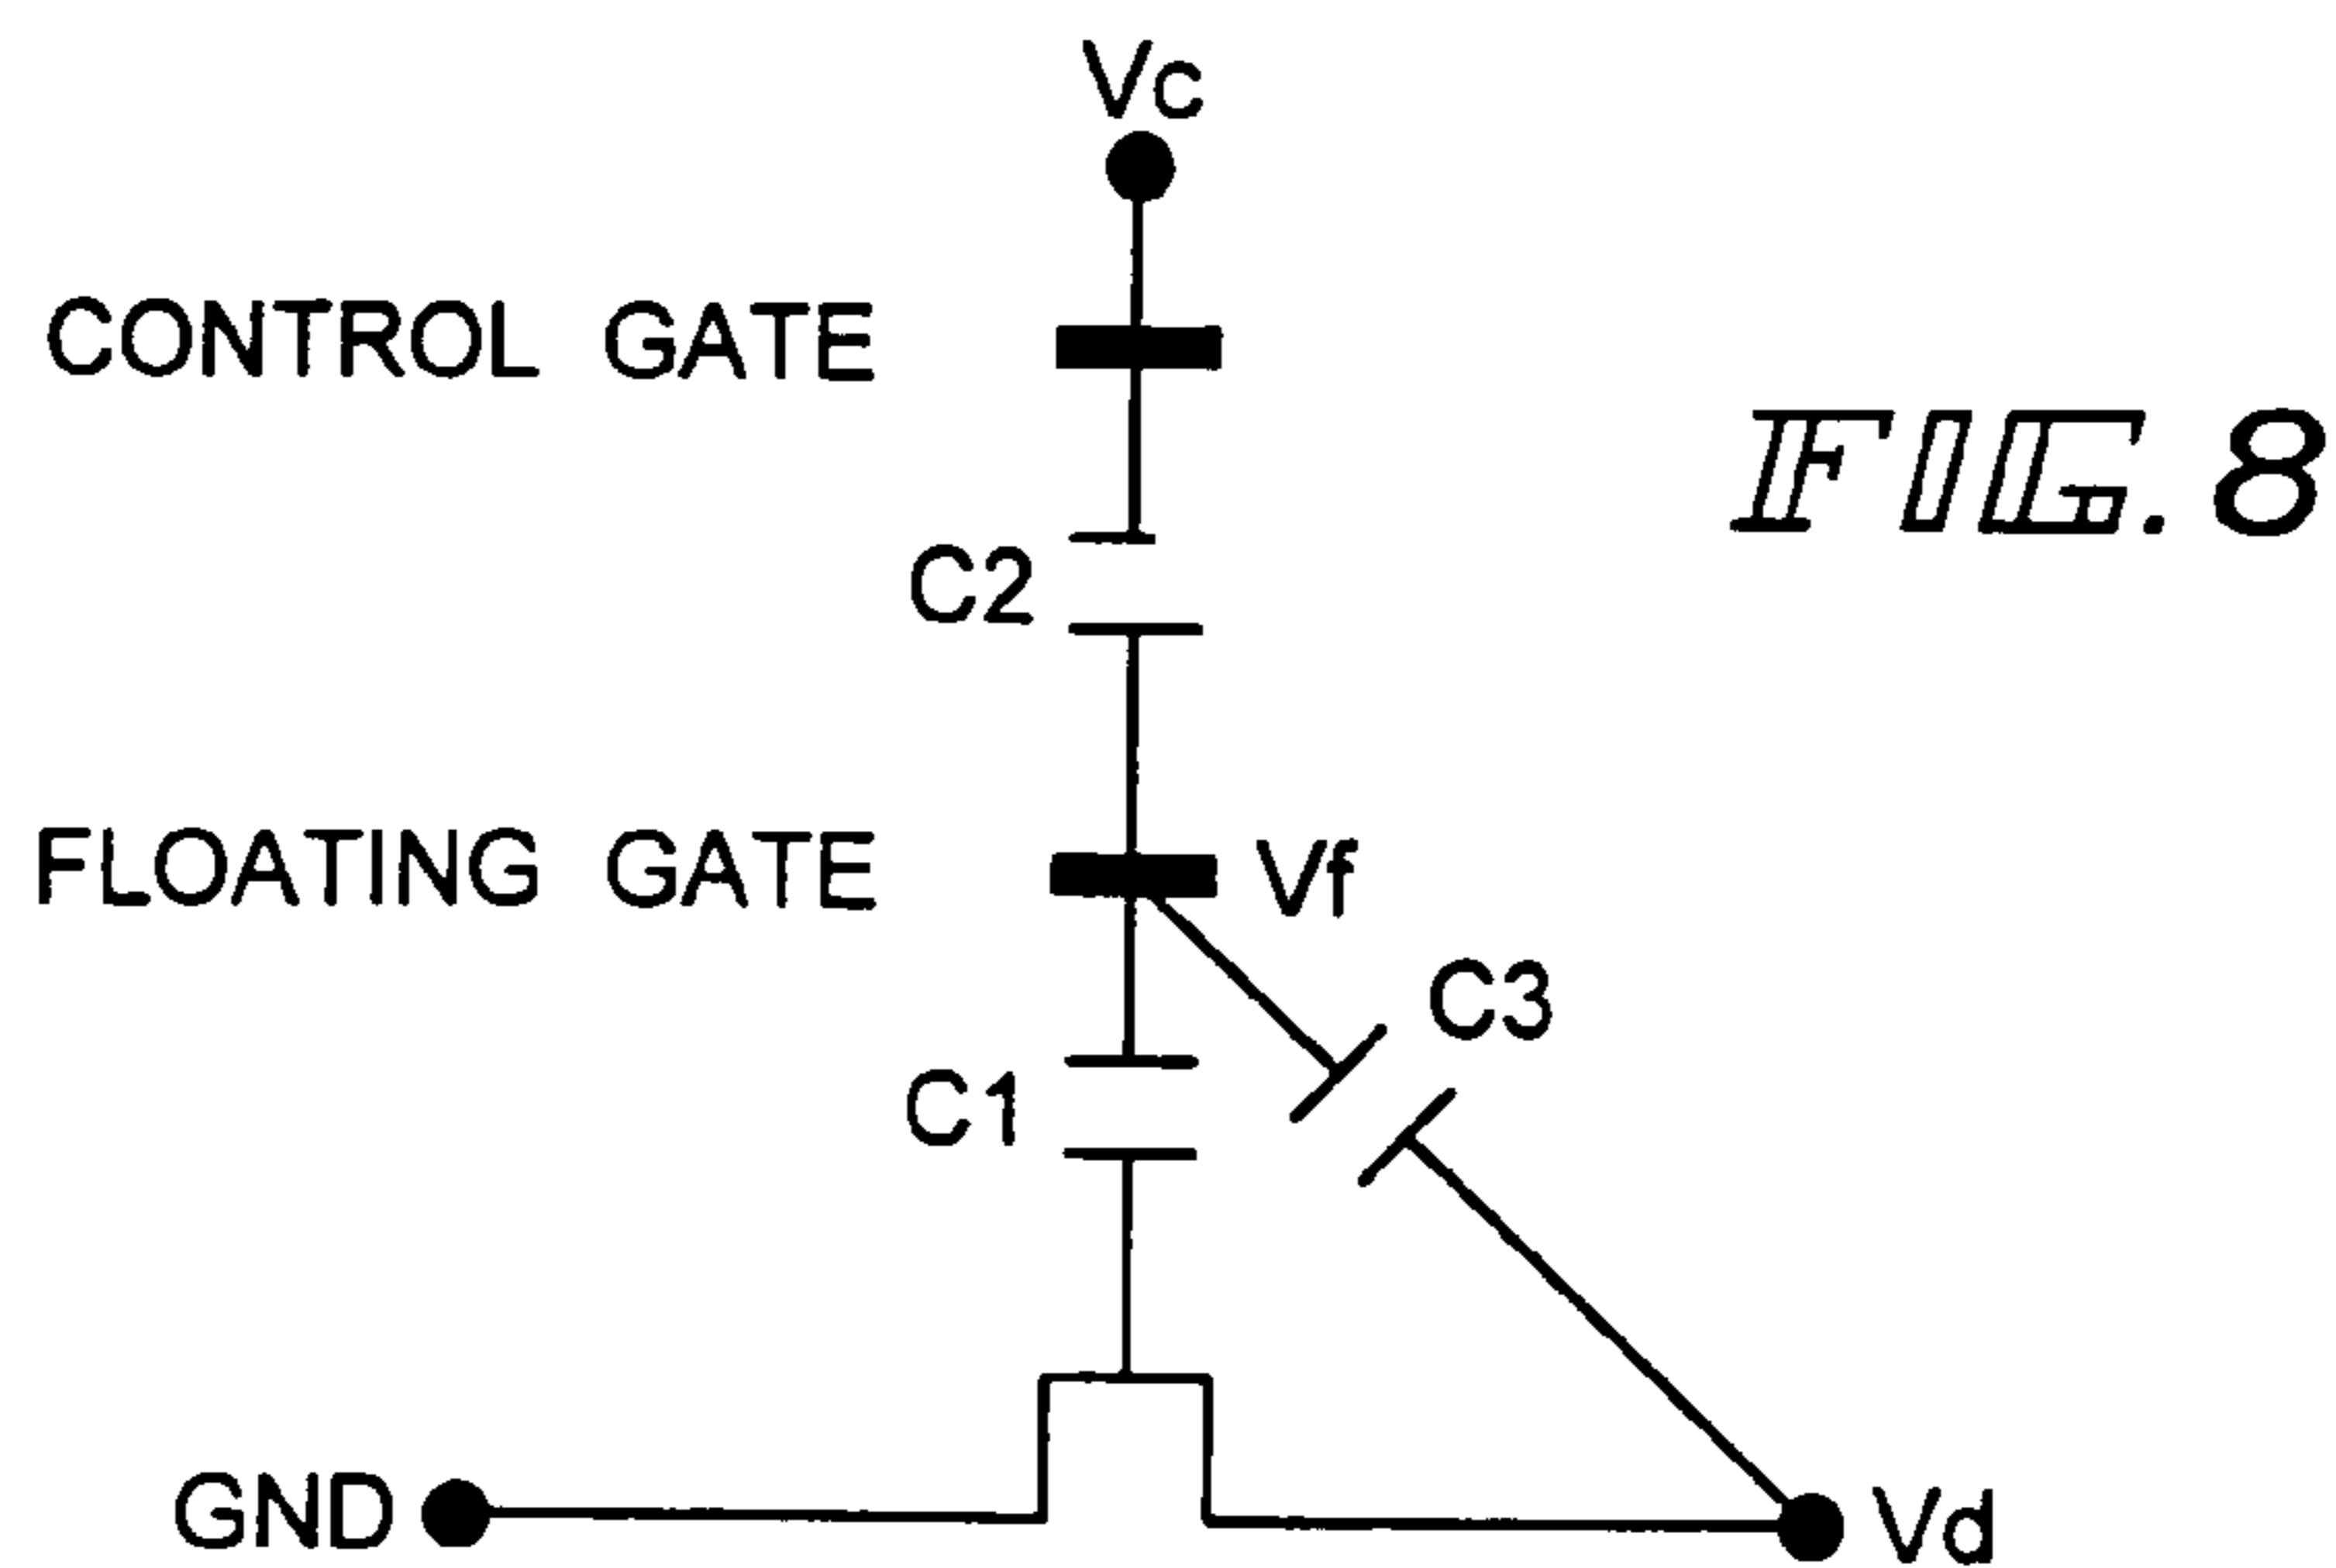 Vc
CONTROL GATE
FIG. 8
C2
FLOATING GATE
Vf
C3
C1
GND
Vd